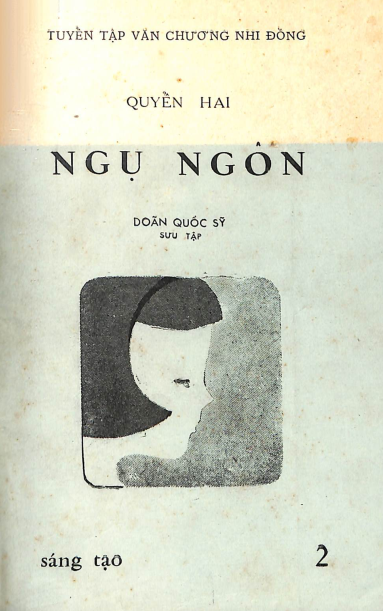 TUYỂN TẬP VĂN CHƯƠNG NHI ĐỒNG
QUYỂN HAI
NGỤ NGÔN
DOÃN QUỐC SỸ
SƯU TẬP
sáng tạo
2